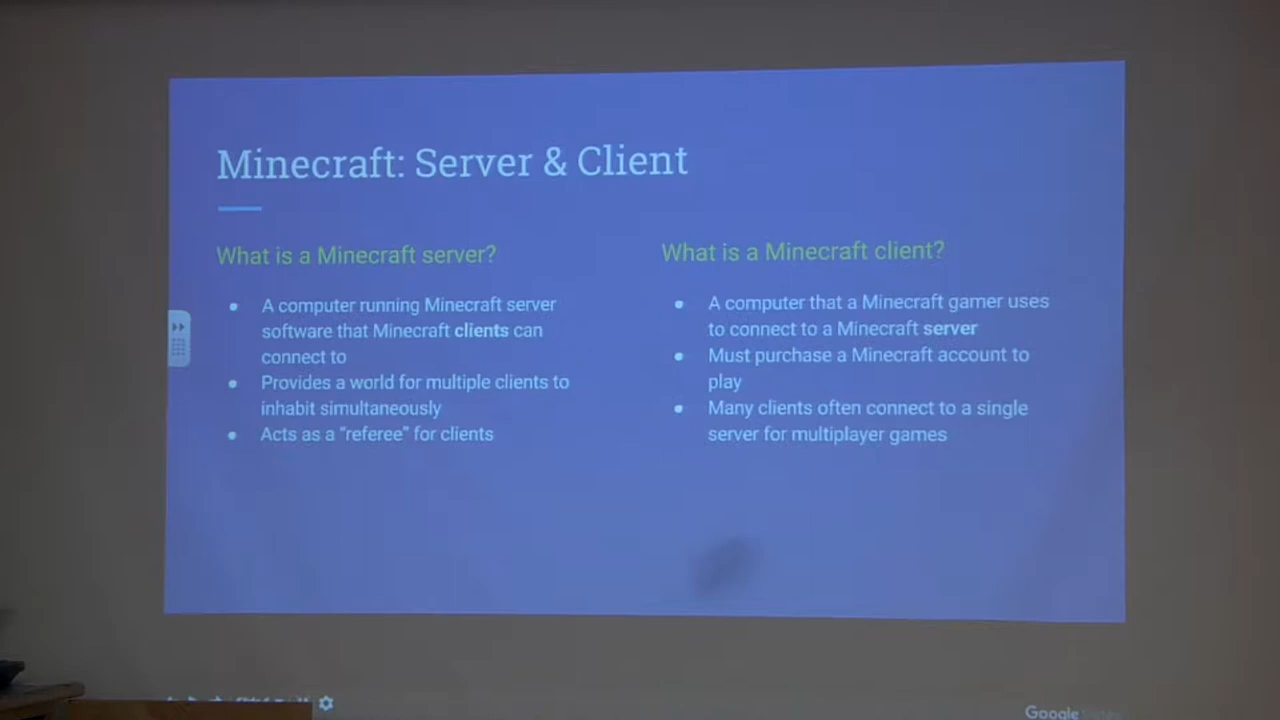 Minecraft: Server & Client
What is a Minecraft server?
A computer running Minecraft server
software that Minecraft clients can
connect to
Provides a world for multiple clients to
inhabit simultaneously
Acts as a "referee" for clients
What is a Minecraft client?
A computer that a Minecraft gamer uses
to connect to a Minecraft server
Must purchase a Minecraft account to
play
Many clients often connect to a single
server for multiplayer games
Google